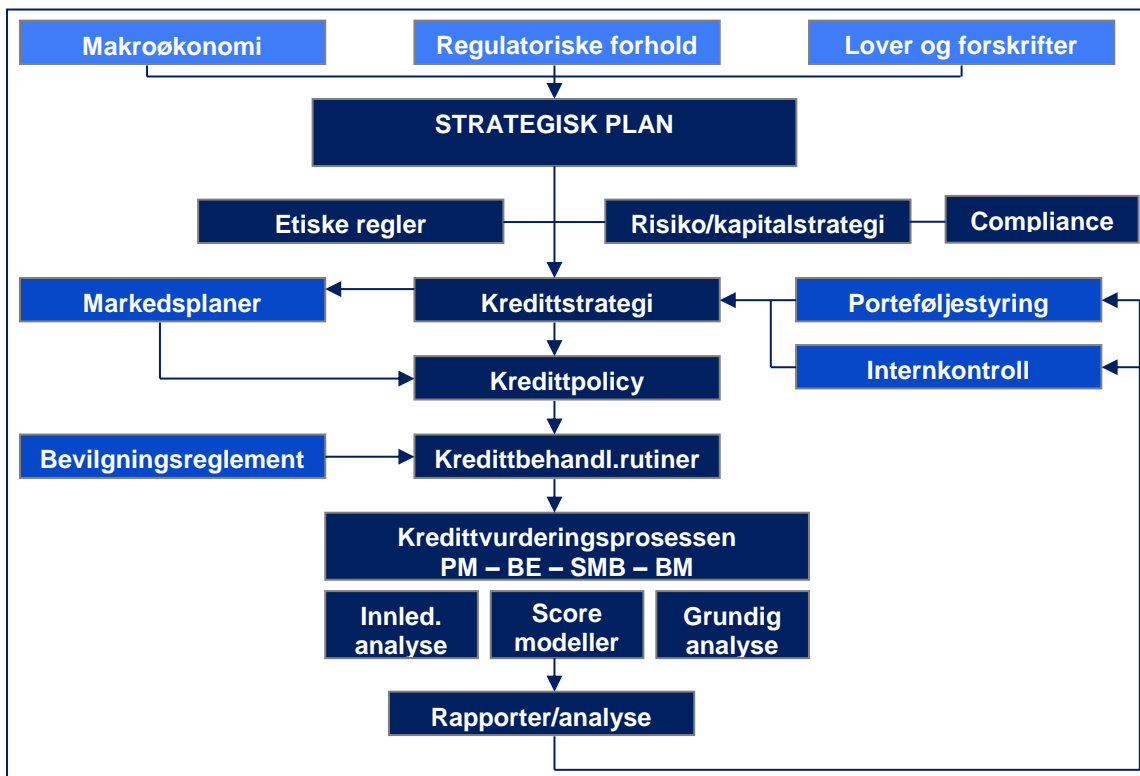 Makroøkonomi
Regulatoriske forhold
Lover og forskrifter
STRATEGISK PLAN
Etiske regler
Risiko/kapitalstrategi
Compliance
Markedsplaner
Kredittstrategi
Porteføljestyring
Kredittpolicy
Internkontroll
Bevilgningsreglement
Kredittbehandl.rutiner
Kredittvurderingsprosessen
PM – BE – SMB – BM
Innled.
analyse
Score
modeller
Grundig
analyse
Rapporter/analyse